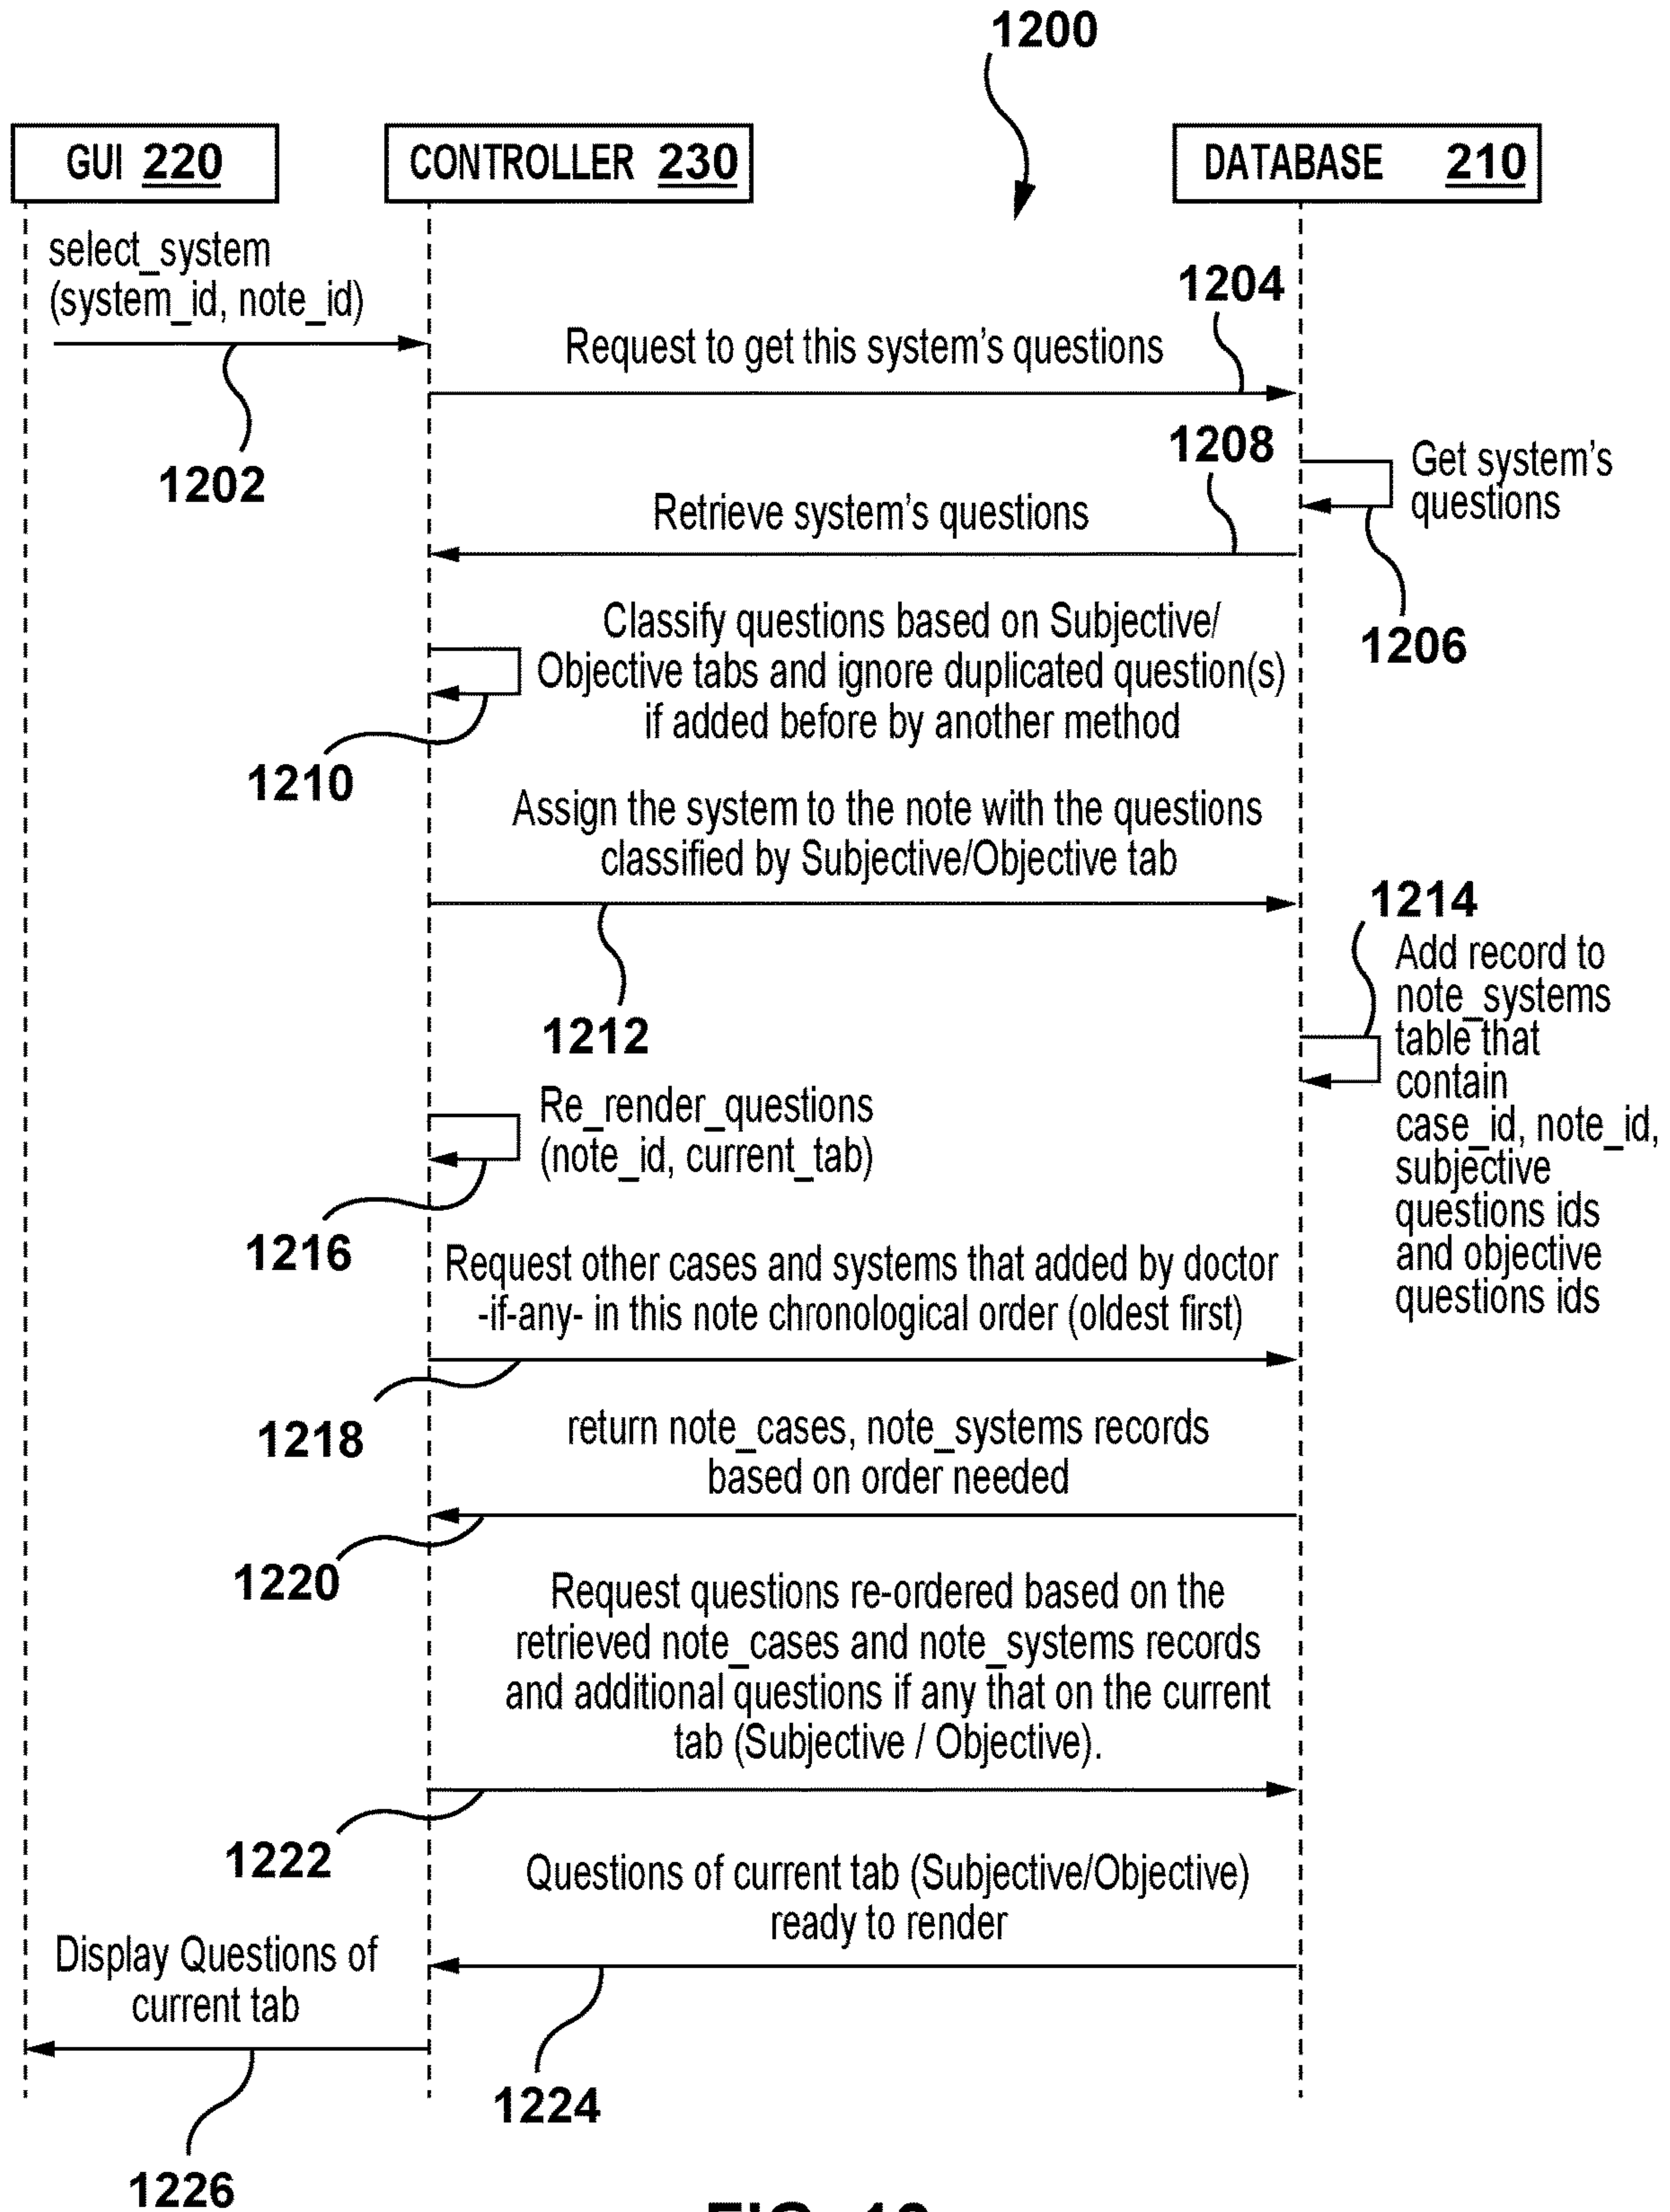 1200
GUI 220
CONTROLLER 230
DATABASE 210
select_system
(system_id, note_id)
1202
1204
Request to get this system's questions
1208
Get system's
questions
1206
Retrieve system's questions
Classify questions based on Subjective/
Objective tabs and ignore duplicated question(s)
if added before by another method
1210
Assign the system to the note with the questions
classified by Subjective/Objective tab
1212
1214
Add record to
note_systems
table that
contain
case_id, note_id,
subjective
questions ids
and objective
questions ids
Re_render_questions
(note_id, current_tab)
1216
Request other cases and systems that added by doctor
-if-any- in this note chronological order (oldest first)
1218
return note_cases, note_systems records
based on order needed
1220
Request questions re-ordered based on the
retrieved note_cases and note_systems records
and additional questions if any that on the current
tab (Subjective / Objective).
1222
Questions of current tab (Subjective/Objective)
ready to render
1224
Display Questions of
current tab
1226